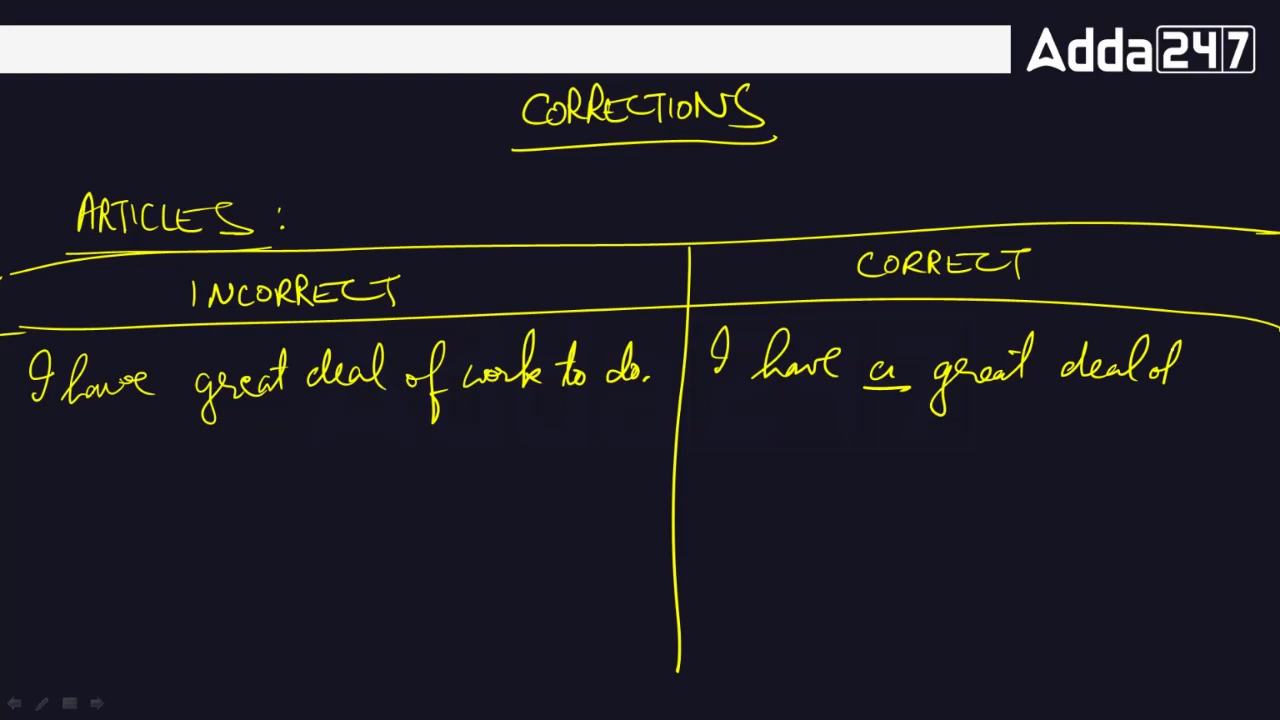 Adda247
CORRECTIONS
ARTICLES :
INCORRECT
CORRECT
I have great deal of work to do.
I have a great deal of